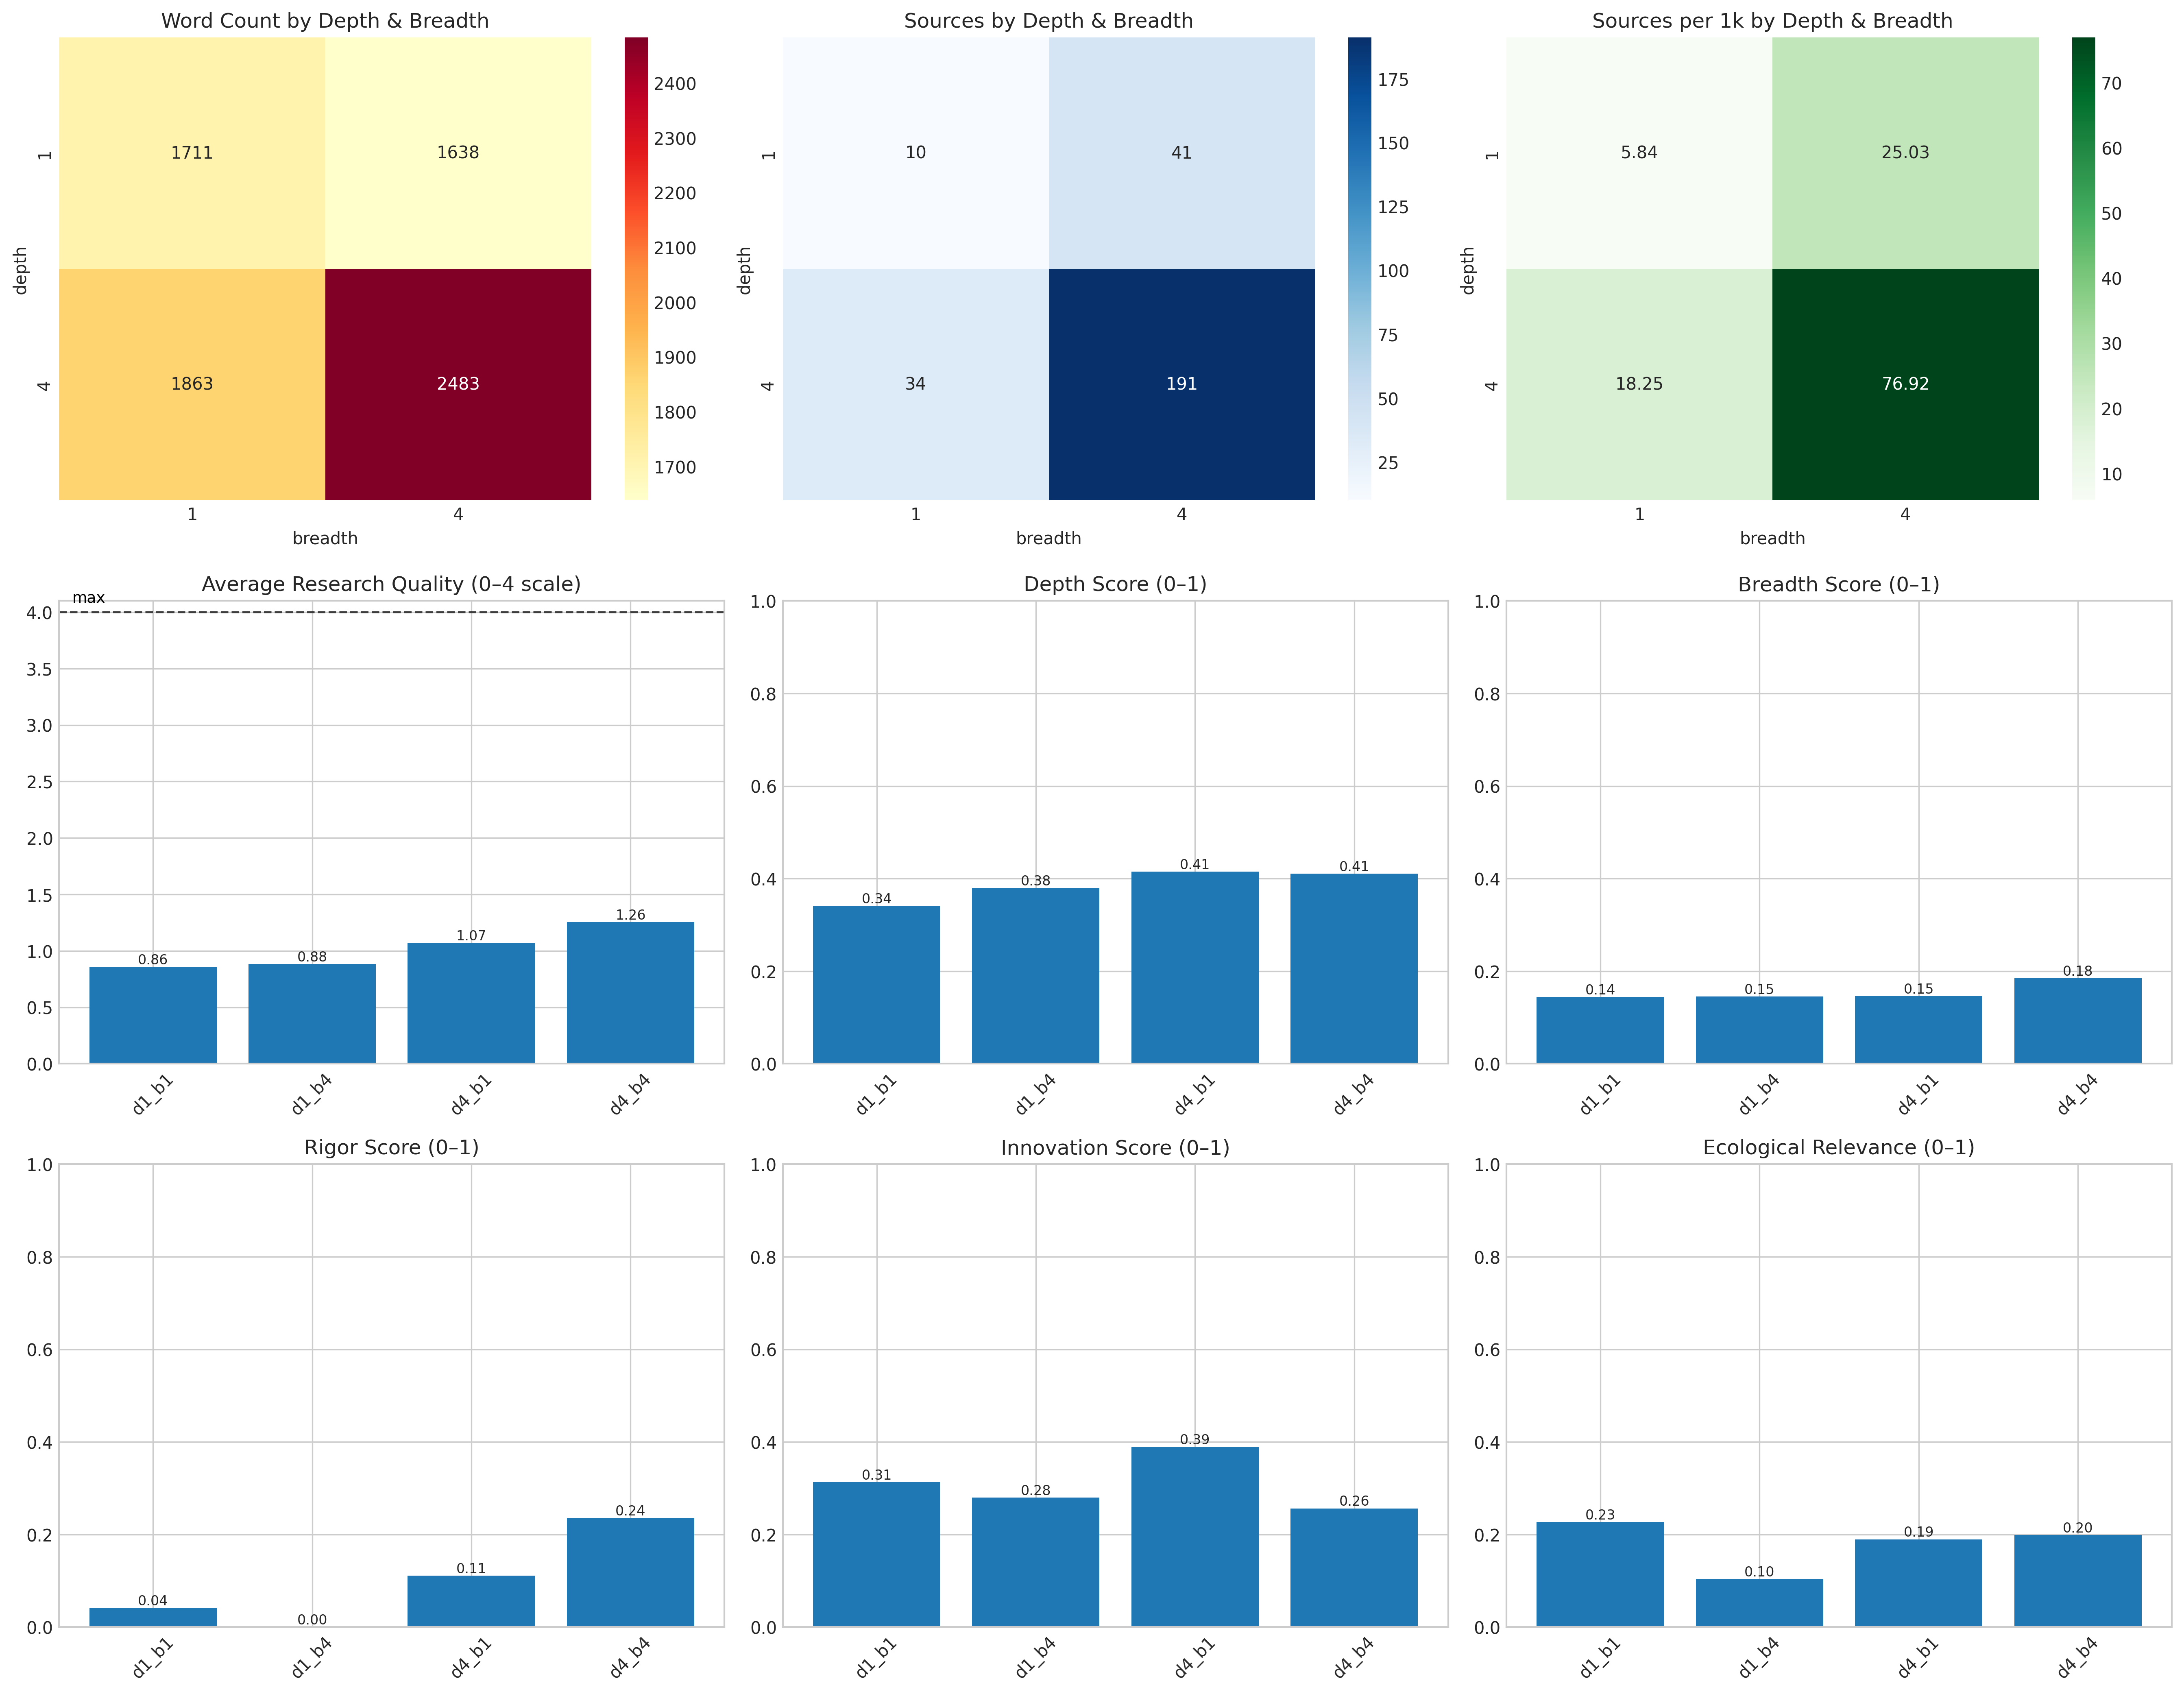 Word Count by Depth & Breadth
1711 1638
1863 2483
1
4
depth
1 4
breadth
2400
2300
2200
2100
2000
1900
1800
1700
Sources by Depth & Breadth
10 41
34 191
1
4
depth
1 4
breadth
175
150
125
100
75
50
25
Sources per 1k by Depth & Breadth
5.84 25.03
18.25 76.92
1
4
depth
1 4
breadth
70
60
50
40
30
20
10
Average Research Quality (0–4 scale)
max
4.0
3.5
3.0
2.5
2.0
1.5
1.0
0.5
0.0
0.86 0.88 1.07 1.26
d1_b1 d1_b4 d4_b1 d4_b4
Depth Score (0–1)
1.0
0.8
0.6
0.4
0.2
0.0
0.34 0.38 0.41 0.41
d1_b1 d1_b4 d4_b1 d4_b4
Breadth Score (0–1)
1.0
0.8
0.6
0.4
0.2
0.0
0.14 0.15 0.15 0.18
d1_b1 d1_b4 d4_b1 d4_b4
Rigor Score (0–1)
1.0
0.8
0.6
0.4
0.2
0.0
0.04 0.00 0.11 0.24
d1_b1 d1_b4 d4_b1 d4_b4
Innovation Score (0–1)
1.0
0.8
0.6
0.4
0.2
0.0
0.31 0.28 0.39 0.26
d1_b1 d1_b4 d4_b1 d4_b4
Ecological Relevance (0–1)
1.0
0.8
0.6
0.4
0.2
0.0
0.23 0.10 0.19 0.20
d1_b1 d1_b4 d4_b1 d4_b4